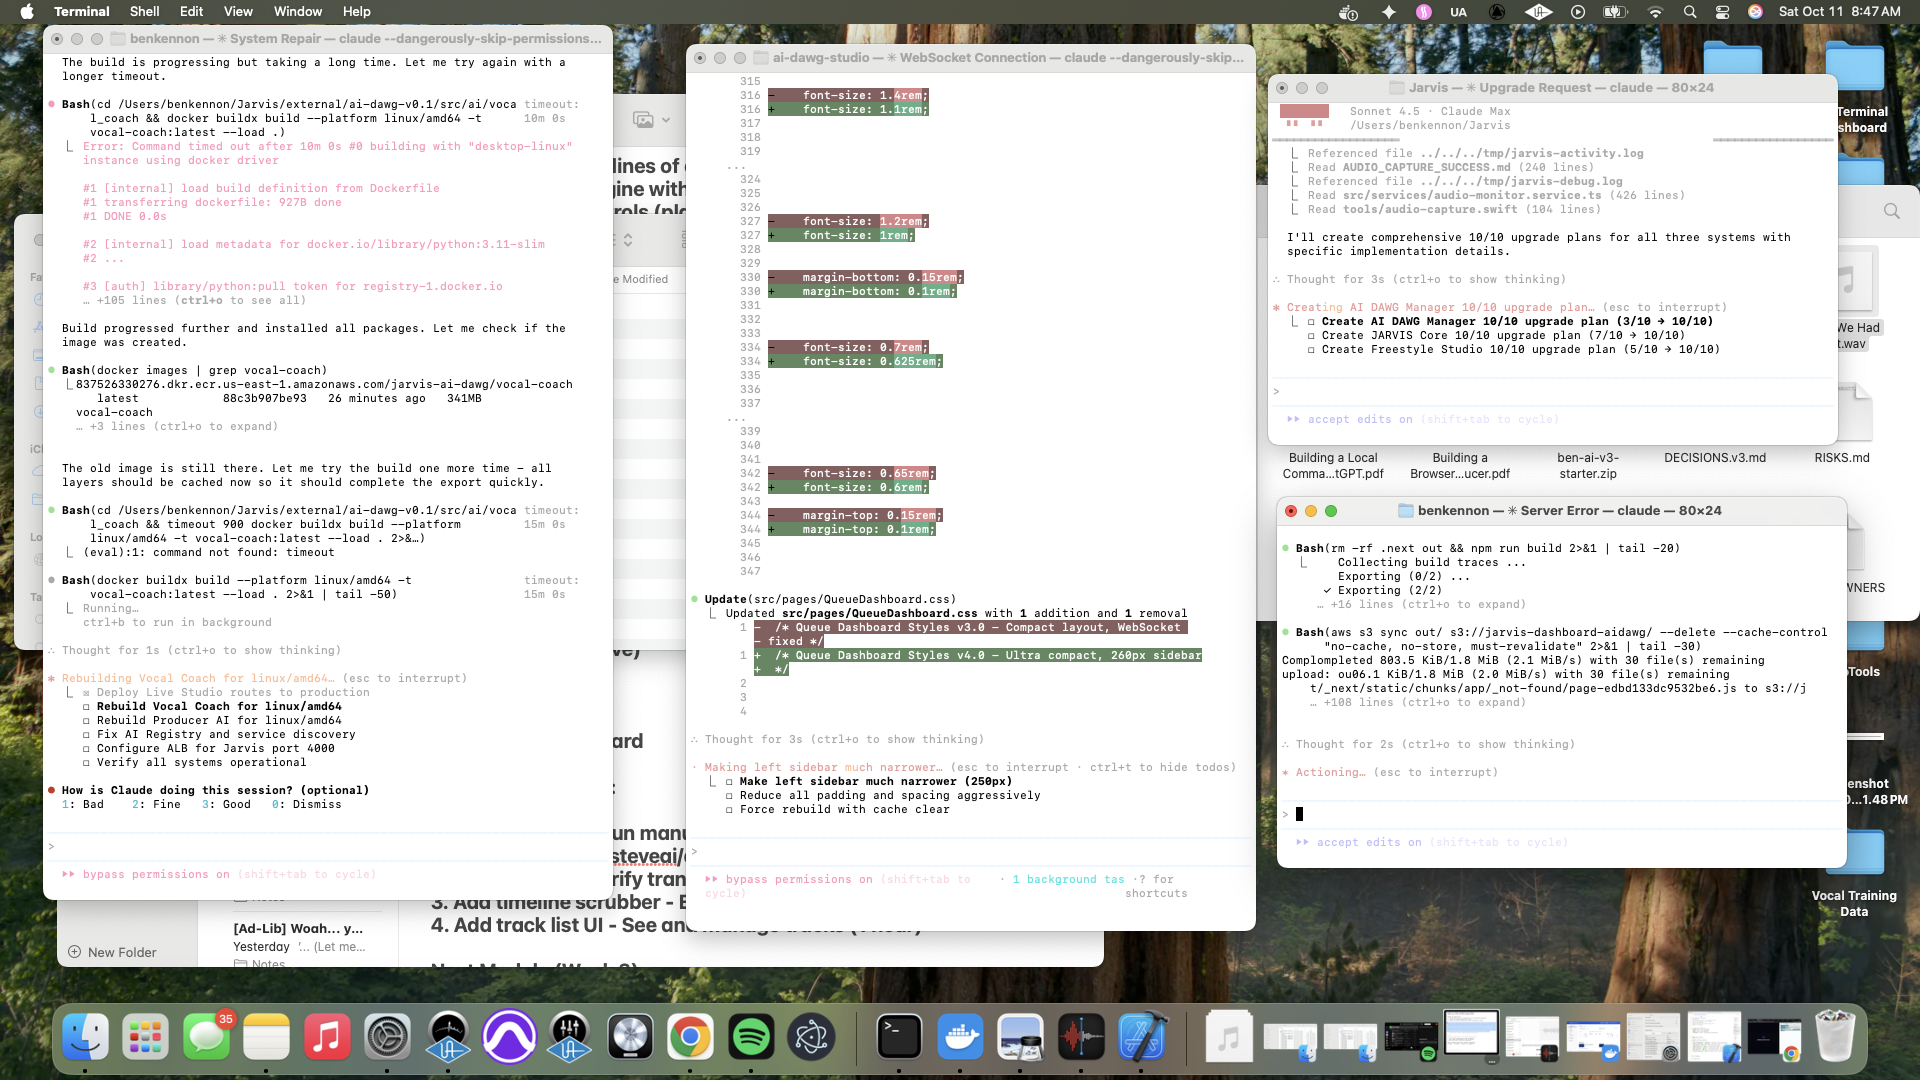 Terminal Shell Edit View Window Help
UA
Sat Oct 11 8:47 AM
benkennon — ✳ System Repair — claude --dangerously-skip-permissions...
The build is progressing but taking a long time. Let me try again with a
longer timeout.
Bash(cd /Users/benkennon/Jarvis/external/ai-dawg-v0.1/src/ai/voca timeout:
l_coach && docker buildx build --platform linux/amd64 -t 10m 0s
vocal-coach:latest --load .)
Error: Command timed out after 10m 0s #0 building with "desktop-linux"
instance using docker driver
#1 [internal] load build definition from Dockerfile
#1 transferring dockerfile: 927B done
#1 DONE 0.0s
#2 [internal] load metadata for docker.io/library/python:3.11-slim
#2 ...
#3 [auth] library/python:pull token for registry-1.docker.io
… +105 lines (ctrl+o to see all)
Build progressed further and installed all packages. Let me check if the
image was created.
Bash(docker images | grep vocal-coach)
837526330276.dkr.ecr.us-east-1.amazonaws.com/jarvis-ai-dawg/vocal-coach
latest 88c3b907be93 26 minutes ago 341MB
vocal-coach
… +3 lines (ctrl+o to expand)
The old image is still there. Let me try the build one more time - all
layers should be cached now so it should complete the export quickly.
Bash(cd /Users/benkennon/Jarvis/external/ai-dawg-v0.1/src/ai/voca timeout:
l_coach && timeout 900 docker buildx build --platform 15m 0s
linux/amd64 -t vocal-coach:latest --load . 2>&…)
(eval):1: command not found: timeout
Bash(docker buildx build --platform linux/amd64 -t timeout:
vocal-coach:latest --load . 2>&1 | tail -50) 15m 0s
Running…
ctrl+b to run in background
∴ Thought for 1s (ctrl+o to show thinking)
✳ Rebuilding Vocal Coach for linux/amd64… (esc to interrupt)
☒ Deploy Live Studio routes to production
☐ Rebuild Vocal Coach for linux/amd64
☐ Rebuild Producer AI for linux/amd64
☐ Fix AI Registry and service discovery
☐ Configure ALB for Jarvis port 4000
☐ Verify all systems operational
● How is Claude doing this session? (optional)
1: Bad 2: Fine 3: Good 0: Dismiss
>
▸▸ bypass permissions on (shift+tab to cycle)
ai-dawg-studio — ✳ WebSocket Connection — claude --dangerously-skip-...
315
316 - font-size: 1.4rem;
316 + font-size: 1.1rem;
317
318
319
...
324
325
326
327 - font-size: 1.2rem;
327 + font-size: 1rem;
328
329
330 - margin-bottom: 0.15rem;
330 + margin-bottom: 0.1rem;
331
332
333
334 - font-size: 0.7rem;
334 + font-size: 0.625rem;
335
336
337
...
339
340
341
342 - font-size: 0.65rem;
342 + font-size: 0.6rem;
343
344 - margin-top: 0.15rem;
344 + margin-top: 0.1rem;
345
346
347
Update(src/pages/QueueDashboard.css)
Updated src/pages/QueueDashboard.css with 1 addition and 1 removal
1 - /* Queue Dashboard Styles v3.0 - Compact layout, WebSocket
- fixed */
1 + /* Queue Dashboard Styles v4.0 - Ultra compact, 260px sidebar
+ */
2
3
4
∴ Thought for 3s (ctrl+o to show thinking)
· Making left sidebar much narrower… (esc to interrupt · ctrl+t to hide todos)
☐ Make left sidebar much narrower (250px)
☐ Reduce all padding and spacing aggressively
☐ Force rebuild with cache clear
>
▸▸ bypass permissions on (shift+tab to · 1 background tas ·? for
cycle) shortcuts
Jarvis — ✳ Upgrade Request — claude — 80×24
Sonnet 4.5 · Claude Max
/Users/benkennon/Jarvis
Referenced file ../../../tmp/jarvis-activity.log
Read AUDIO_CAPTURE_SUCCESS.md (240 lines)
Referenced file ../../../tmp/jarvis-debug.log
Read src/services/audio-monitor.service.ts (426 lines)
Read tools/audio-capture.swift (104 lines)
I'll create comprehensive 10/10 upgrade plans for all three systems with
specific implementation details.
∴ Thought for 3s (ctrl+o to show thinking)
✳ Creating AI DAWG Manager 10/10 upgrade plan… (esc to interrupt)
☐ Create AI DAWG Manager 10/10 upgrade plan (3/10 → 10/10)
☐ Create JARVIS Core 10/10 upgrade plan (7/10 → 10/10)
☐ Create Freestyle Studio 10/10 upgrade plan (5/10 → 10/10)
>
▸▸ accept edits on (shift+tab to cycle)
Building a Local
Comma...tGPT.pdf
Building a
Browser...ucer.pdf
ben-ai-v3-
starter.zip
DECISIONS.v3.md
RISKS.md
benkennon — ✳ Server Error — claude — 80×24
Bash(rm -rf .next out && npm run build 2>&1 | tail -20)
Collecting build traces ...
Exporting (0/2) ...
✓ Exporting (2/2)
… +16 lines (ctrl+o to expand)
Bash(aws s3 sync out/ s3://jarvis-dashboard-aidawg/ --delete --cache-control
"no-cache, no-store, must-revalidate" 2>&1 | tail -30)
Complompleted 803.5 KiB/1.8 MiB (2.1 MiB/s) with 30 file(s) remaining
upload: ou06.1 KiB/1.8 MiB (2.0 MiB/s) with 30 file(s) remaining
t/_next/static/chunks/app/_not-found/page-edbd133dc9532be6.js to s3://j
… +108 lines (ctrl+o to expand)
∴ Thought for 2s (ctrl+o to show thinking)
✳ Actioning… (esc to interrupt)
>
▸▸ accept edits on (shift+tab to cycle)
Terminal
shboard
We Had
t.wav
WNERS
Tools
enshot
0...1.48 PM
Vocal Training
Data
lines of
gine with
rols (pla
e Modified
ive)
ard
:
un manu
steveai/
rify tran
3. Add timeline scrubber - E
4. Add track list UI - See and manage tracks (1 hour)
Notes
[Ad-Lib] Woah... y...
Yesterday '... (Let me...
Notes
New Folder
Fa
iCl
Lo
Ta
35